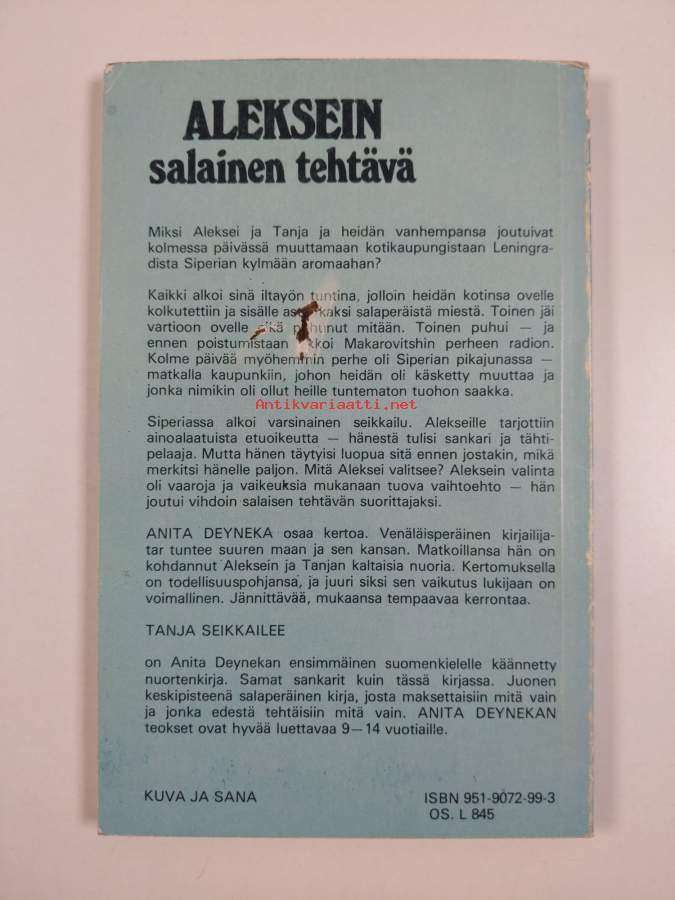 ALEKSEIN
salainen tehtävä
Miksi Aleksei ja Tanja ja heidän vanhempansa joutuivat
kolmessa päivässä muuttamaan kotikaupungistaan Leningra-
dista Siperian kylmään aromaahan?
Kaikki alkoi sinä iltayön tuntina, jolloin heidän kotinsa ovelle
kolkutettiin ja sisälle kaksi salaperäistä miestä. Toinen jäi
vartioon ovelle eikä puhunut mitään. Toinen puhui — ja
ennen poistumistaan Makarovitshin perheen radion.
Kolme päivää myöhemmin perhe oli Siperian pikajunassa —
matkalla kaupunkiin, johon heidän oli käsketty muuttaa ja
jonka nimikin oli ollut heille tuntematon tuohon saakka.
Antikvariaatti.net
Siperiassa alkoi varsinainen seikkailu. Alekseille tarjottiin
ainoalaatuista etuoikeutta — hänestä tulisi sankari ja tähti-
pelaaja. Mutta hänen täytyisi luopua sitä ennen jostakin, mikä
merkitsi hänelle paljon. Mitä Aleksei valitsee? Aleksein valinta
oli vaaroja ja vaikeuksia mukanaan tuova vaihtoehto — hän
joutui vihdoin salaisen tehtävän suorittajaksi.
ANITA DEYNEKA osaa kertoa. Venäläisperäinen kirjailija-
tar tuntee suuren maan ja sen kansan. Matkoillansa hän on
kohdannut Aleksein ja Tanjan kaltaisia nuoria. Kertomuksella
on todellisuuspohjansa, ja juuri siksi sen vaikutus lukijaan on
voimallinen. Jännittävää, mukaansa tempaavaa kerrontaa.
TANJA SEIKKAILEE
on Anita Deynekan ensimmäinen suomenkielelle käännetty
nuortenkirja. Samat sankarit kuin tässä kirjassa. Juonen
keskipisteenä salaperäinen kirja, josta maksettaisiin mitä vain
ja jonka edestä tehtäisiin mitä vain. ANITA DEYNEKAN
teokset ovat hyvää luettavaa 9—14 vuotiaille.
KUVA JA SANA
ISBN 951-9072-99-3
OS. L 845